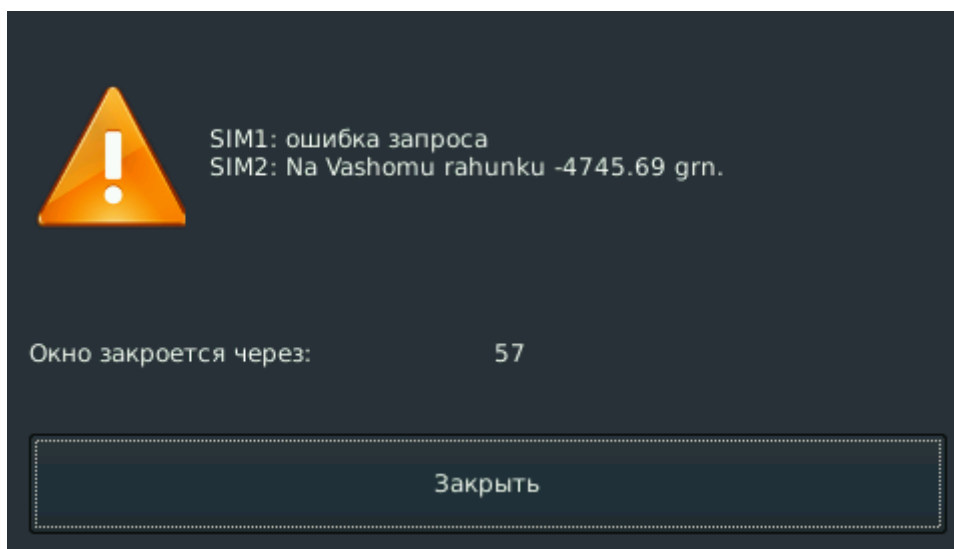 SIM1: ошибка запроса
SIM2: Na Vashomu rahunku -4745.69 grn.
Окно закроется через: 57
Закрыть